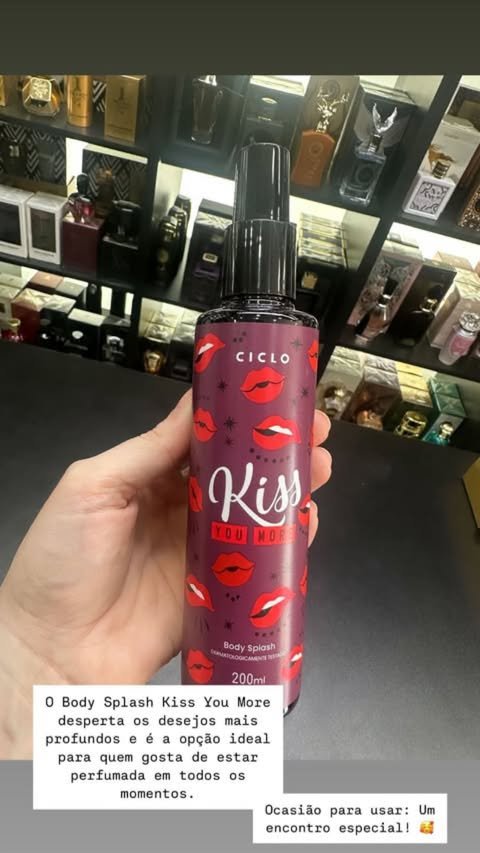 CICLO
Kiss
YOU MORE
Body Splash
DERMATOLOGICAMENTE TESTADO
200ml
O Body Splash Kiss You More
desperta os desejos mais
profundos e é a opção ideal
para quem gosta de estar
perfumada em todos os
momentos.
Ocasião para usar: Um
encontro especial! 🥰